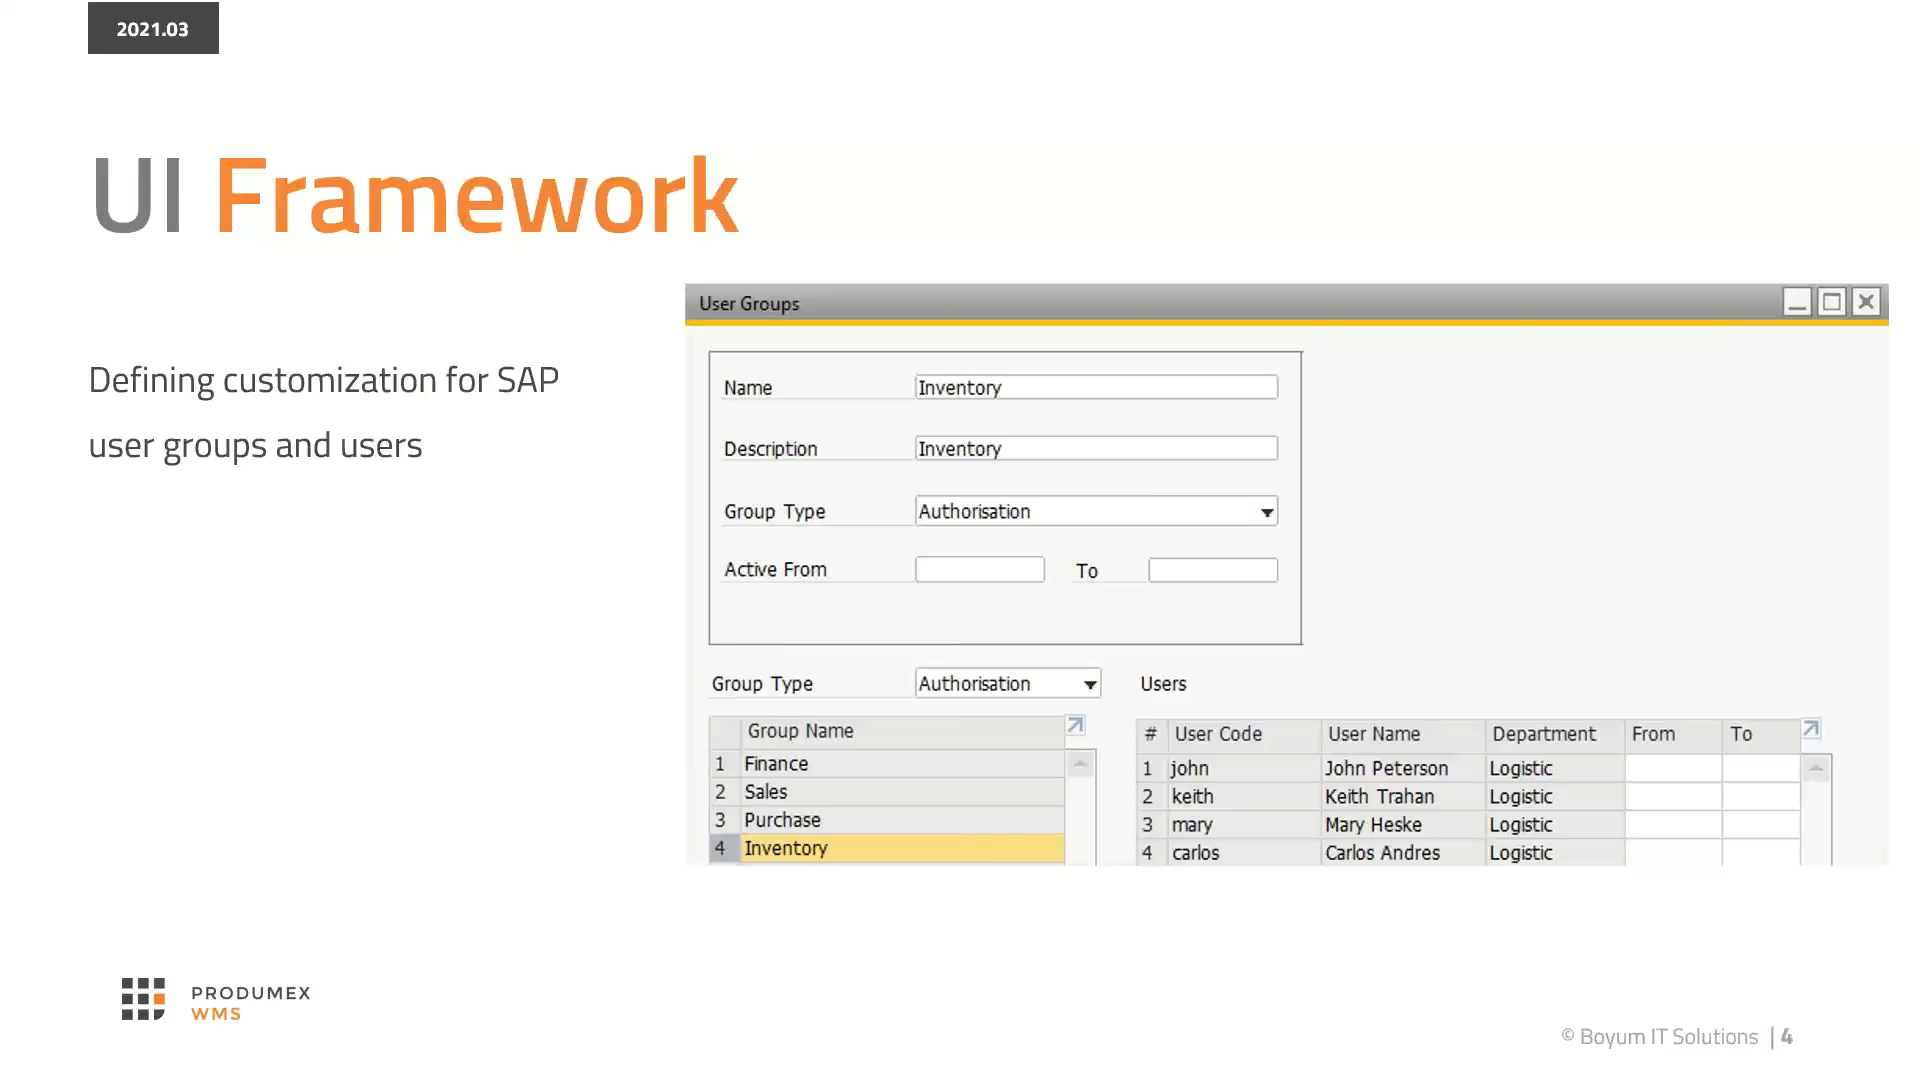 2021.03
UI Framework
Defining customization for SAP
user groups and users
User Groups
Name Inventory
Description Inventory
Group Type Authorisation
Active From To
Group Type Authorisation Users
Group Name
1 Finance
2 Sales
3 Purchase
4 Inventory
# User Code User Name Department From To
1 john John Peterson Logistic
2 keith Keith Trahan Logistic
3 mary Mary Heske Logistic
4 carlos Carlos Andres Logistic
PRODUMEX
WMS
© Boyum IT Solutions | 4